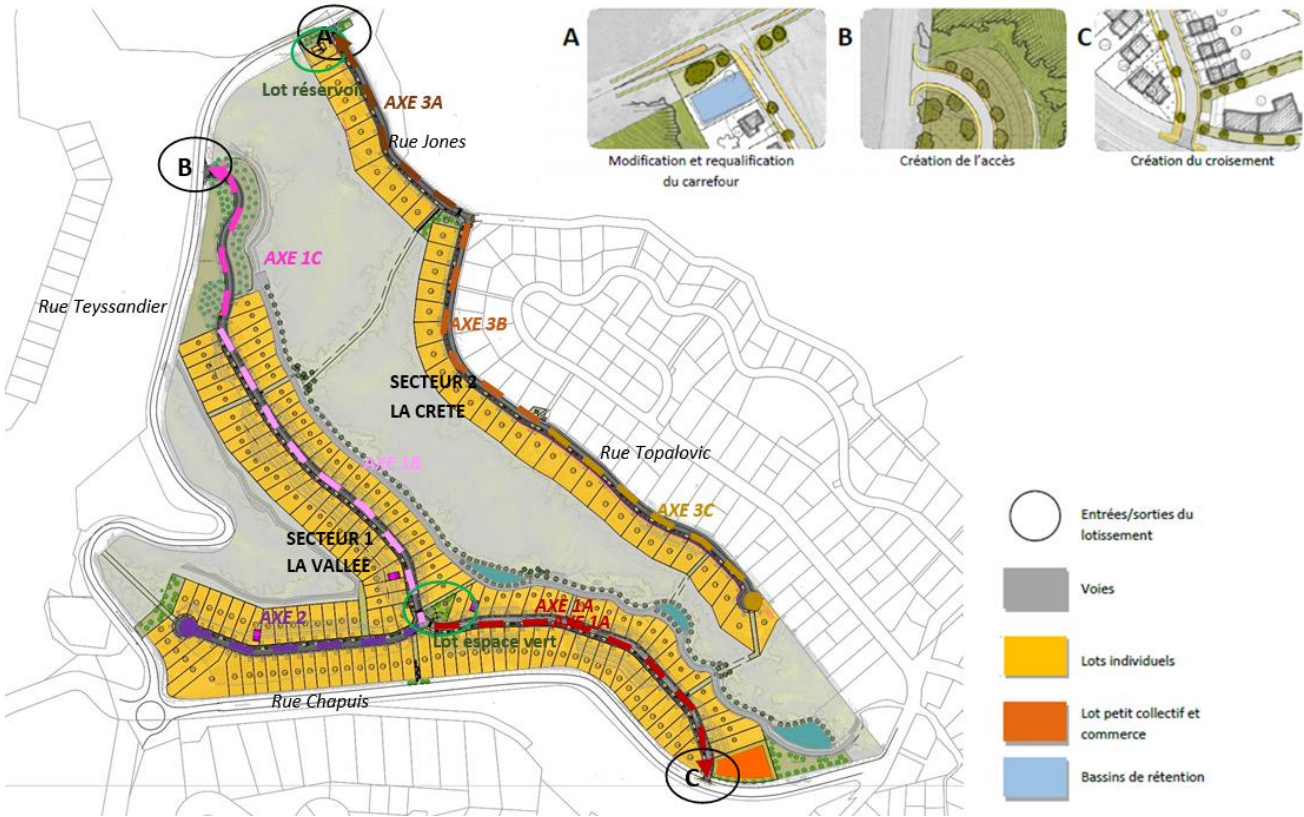 A
Lot réservoir
AXE 3A
Rue Jones
B
AXE 1C
Rue Teyssandier
AXE 3B
SECTEUR 2
LA CRETE
Rue Topalovic
AXE 1B
AXE 3C
SECTEUR 1
LA VALLEE
AXE 2
AXE 1A
AXE 1A
Lot espace vert
Rue Chapuis
C
A
Modification et requalification
du carrefour
B
Création de l'accès
C
Création du croisement
Entrées/sorties du
lotissement
Voies
Lots individuels
Lot petit collectif et
commerce
Bassins de rétention